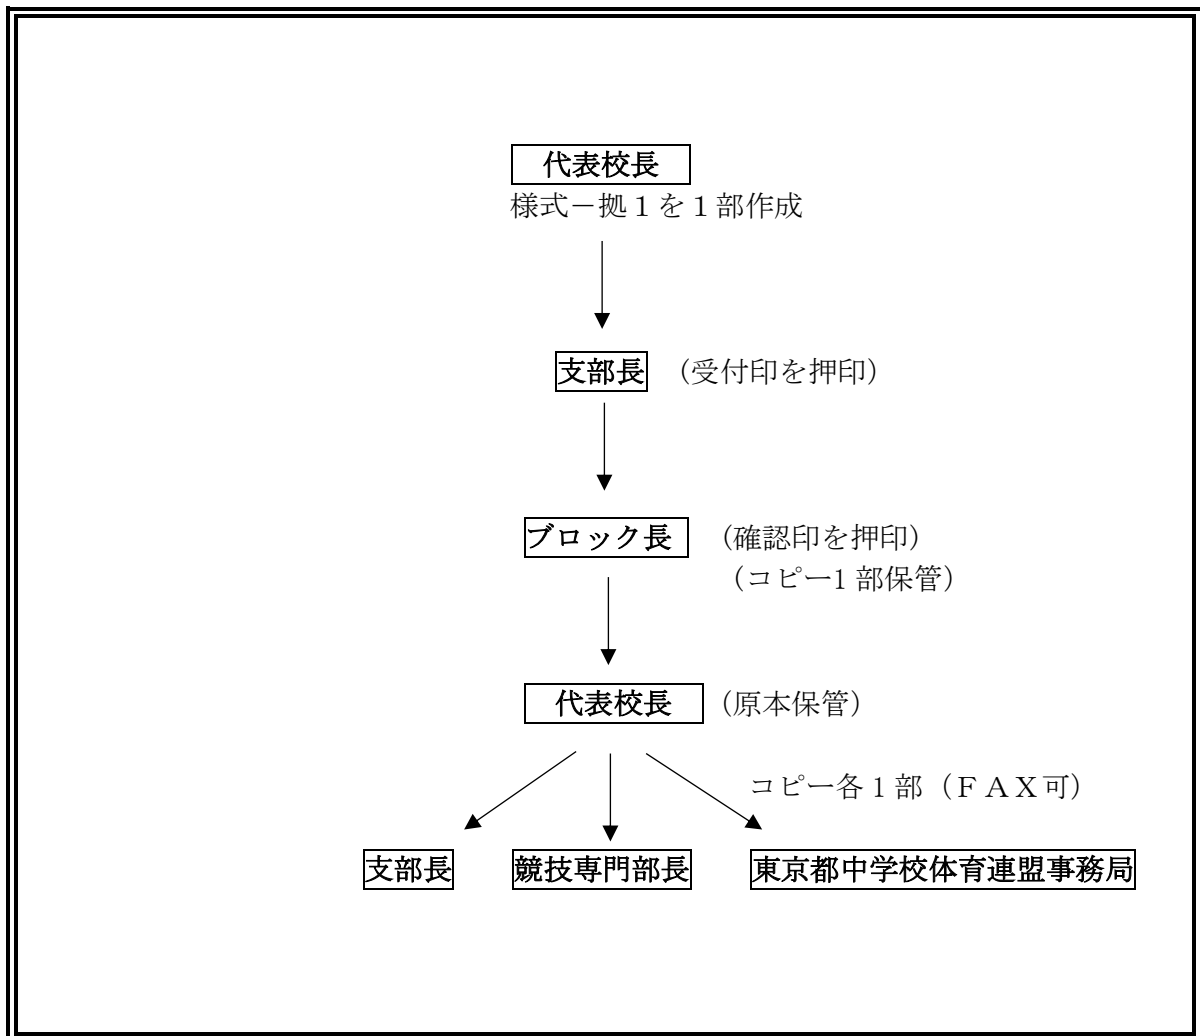 代表校長
様式－拠１を１部作成
支部長 （受付印を押印）
ブロック長 （確認印を押印）
（コピー1 部保管）
代表校長 （原本保管）
コピー各１部（ＦＡＸ可）
支部長 競技専門部長 東京都中学校体育連盟事務局